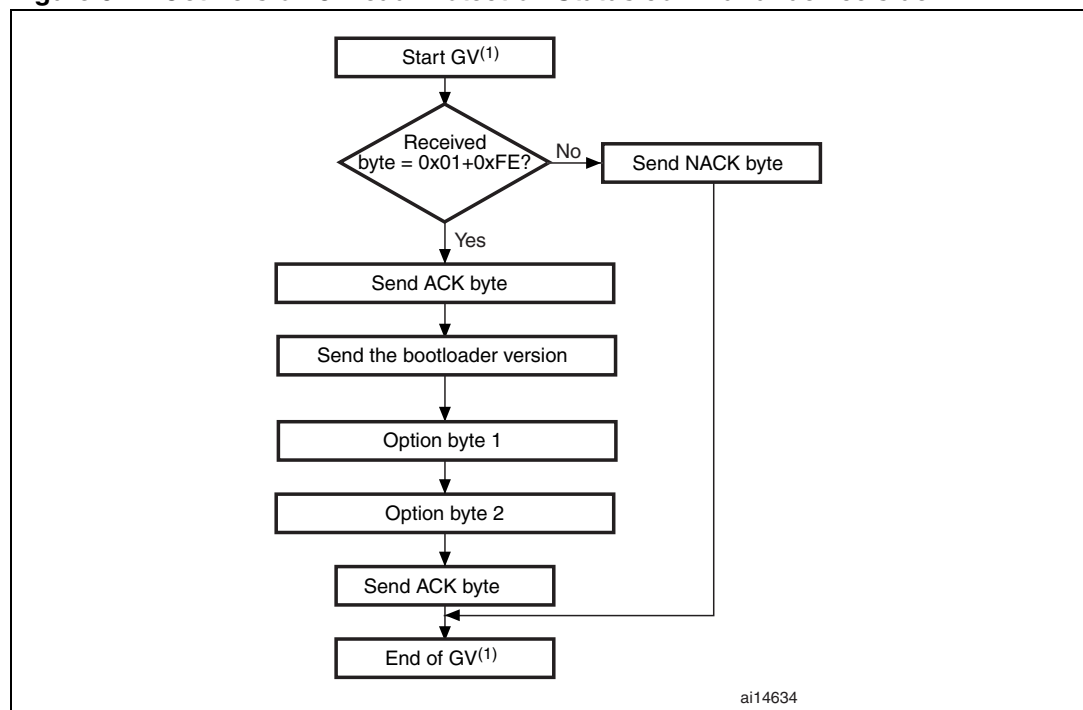 Start GV(1)
Received
byte = 0x01+0xFE?
No
Send NACK byte
Yes
Send ACK byte
Send the bootloader version
Option byte 1
Option byte 2
Send ACK byte
End of GV(1)
ai14634